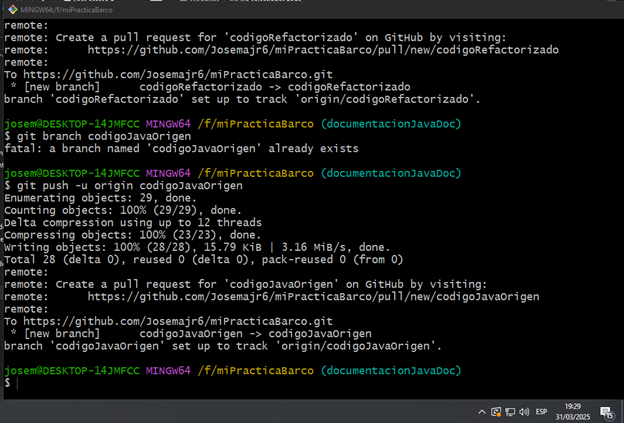 MINGW64:/f/miPracticaBarco
remote:
remote: Create a pull request for 'codigoRefactorizado' on GitHub by visiting:
remote:      https://github.com/Josemajr6/miPracticaBarco/pull/new/codigoRefactorizado
remote:
To https://github.com/Josemajr6/miPracticaBarco.git
 * [new branch]      codigoRefactorizado -> codigoRefactorizado
branch 'codigoRefactorizado' set up to track 'origin/codigoRefactorizado'.
josem@DESKTOP-14JMFCC MINGW64 /f/miPracticaBarco (documentacionJavaDoc)
$ git branch codigoJavaOrigen
fatal: a branch named 'codigoJavaOrigen' already exists
josem@DESKTOP-14JMFCC MINGW64 /f/miPracticaBarco (documentacionJavaDoc)
$ git push -u origin codigoJavaOrigen
Enumerating objects: 29, done.
Counting objects: 100% (29/29), done.
Delta compression using up to 12 threads
Compressing objects: 100% (23/23), done.
Writing objects: 100% (28/28), 15.79 KiB | 3.16 MiB/s, done.
Total 28 (delta 0), reused 0 (delta 0), pack-reused 0 (from 0)
remote:
remote: Create a pull request for 'codigoJavaOrigen' on GitHub by visiting:
remote:      https://github.com/Josemajr6/miPracticaBarco/pull/new/codigoJavaOrigen
remote:
To https://github.com/Josemajr6/miPracticaBarco.git
 * [new branch]      codigoJavaOrigen -> codigoJavaOrigen
branch 'codigoJavaOrigen' set up to track 'origin/codigoJavaOrigen'.
josem@DESKTOP-14JMFCC MINGW64 /f/miPracticaBarco (documentacionJavaDoc)
$
ESP
19:29
31/03/2025
15